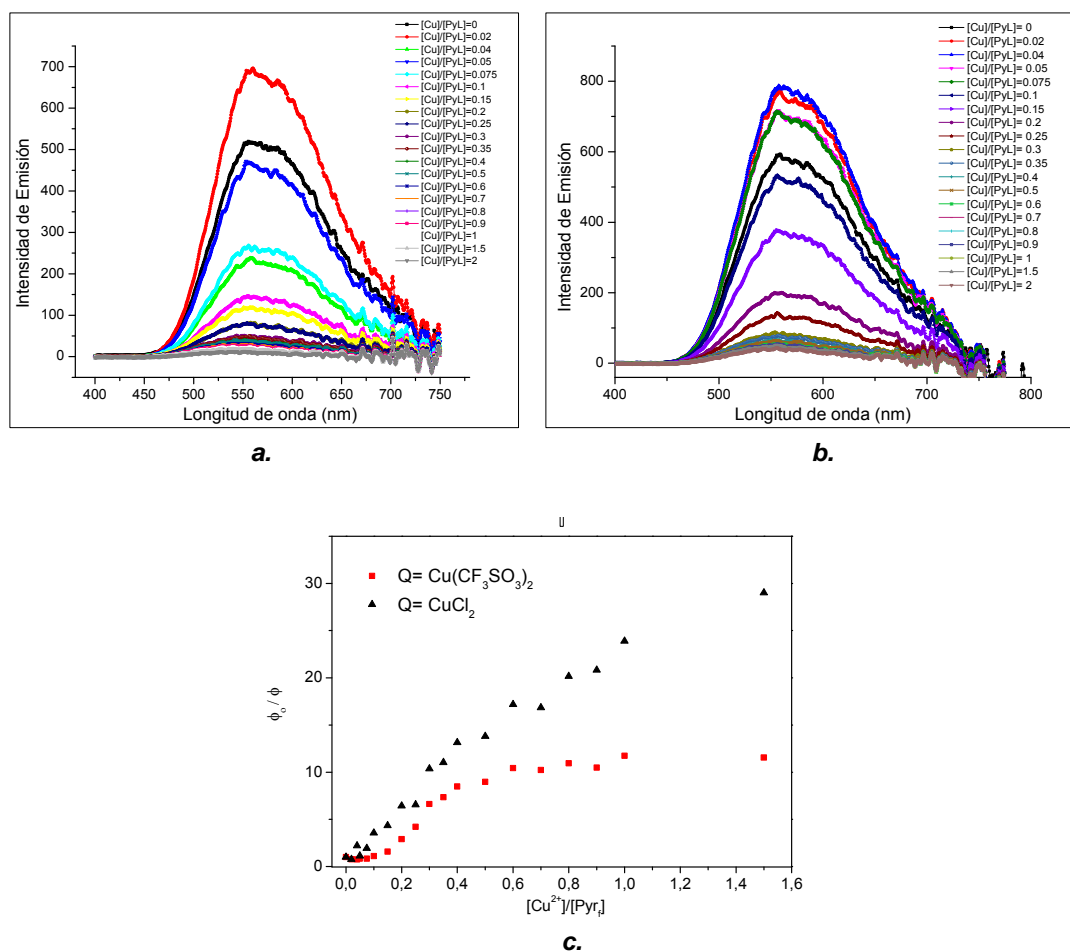 Intensidad de Emisión
700
600
500
400
300
200
100
0
400 450 500 550 600 650 700 750
Longitud de onda (nm)
[Cu]/[PyL]=0
[Cu]/[PyL]=0.02
[Cu]/[PyL]=0.04
[Cu]/[PyL]=0.05
[Cu]/[PyL]=0.075
[Cu]/[PyL]=0.1
[Cu]/[PyL]=0.15
[Cu]/[PyL]=0.2
[Cu]/[PyL]=0.25
[Cu]/[PyL]=0.3
[Cu]/[PyL]=0.35
[Cu]/[PyL]=0.4
[Cu]/[PyL]=0.5
[Cu]/[PyL]=0.6
[Cu]/[PyL]=0.7
[Cu]/[PyL]=0.8
[Cu]/[PyL]=0.9
[Cu]/[PyL]=1
[Cu]/[PyL]=1.5
[Cu]/[PyL]=2
a.
Intensidad de Emisión
800
600
400
200
0
400 500 600 700 800
Longitud de onda (nm)
[Cu]/[PyL]= 0
[Cu]/[PyL]=0.02
[Cu]/[PyL]=0.04
[Cu]/[PyL]= 0.05
[Cu]/[PyL]=0.075
[Cu]/[PyL]= 0.1
[Cu]/[PyL]= 0.15
[Cu]/[PyL]= 0.2
[Cu]/[PyL]= 0.25
[Cu]/[PyL]= 0.3
[Cu]/[PyL]= 0.35
[Cu]/[PyL]= 0.4
[Cu]/[PyL]= 0.5
[Cu]/[PyL]= 0.6
[Cu]/[PyL]= 0.7
[Cu]/[PyL]= 0.8
[Cu]/[PyL]= 0.9
[Cu]/[PyL]= 1
[Cu]/[PyL]= 1.5
[Cu]/[PyL]= 2
b.
Q= Cu(CF₃SO₃)₂
Q= CuCl₂
ϕₒ / ϕ
30
20
10
0
0,0 0,2 0,4 0,6 0,8 1,0 1,2 1,4 1,6
[Cu²⁺]/[Pyr_f]
c.